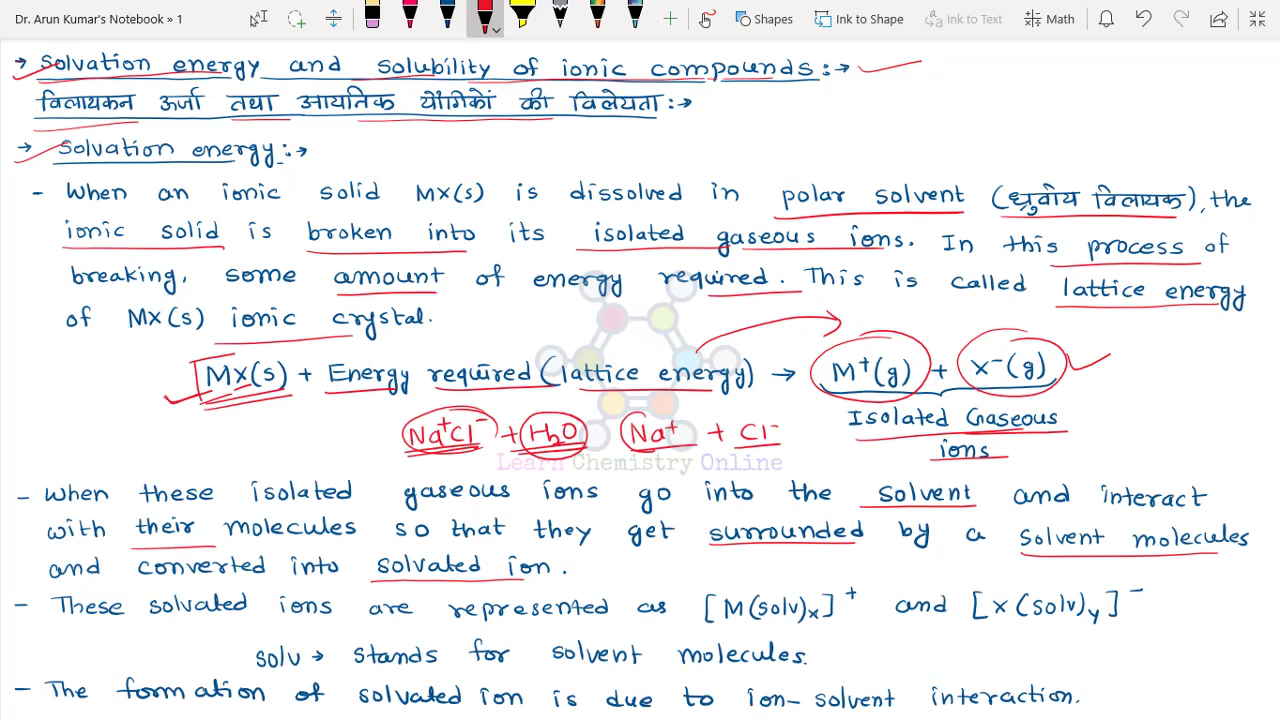 Dr. Arun Kumar's Notebook » 1
Shapes
Ink to Shape
Ink to Text
Math
→ Solvation energy and solubility of ionic compounds:→
विलायकन ऊर्जा तथा आयतिक यौगिकों की विलेयता:→
→ Solvation energy:→
- When an ionic solid MX(s) is dissolved in polar solvent (ध्रुवीय विलायक), the
ionic solid is broken into its isolated gaseous ions. In this process of
breaking, some amount of energy required. This is called lattice energy
of MX(s) ionic crystal.
MX(s) + Energy required (lattice energy) → M⁺(g) + X⁻(g)
Na⁺Cl⁻ + H₂O Na⁺ + Cl⁻
Isolated Gaseous
ions
Learn Chemistry Online
- When these isolated gaseous ions go into the solvent and interact
with their molecules so that they get surrounded by a solvent molecules
and converted into solvated ion.
- These solvated ions are represented as [M(solv)ₓ]⁺ and [X(solv)y]⁻
solv → stands for solvent molecules.
- The formation of solvated ion is due to ion-solvent interaction.